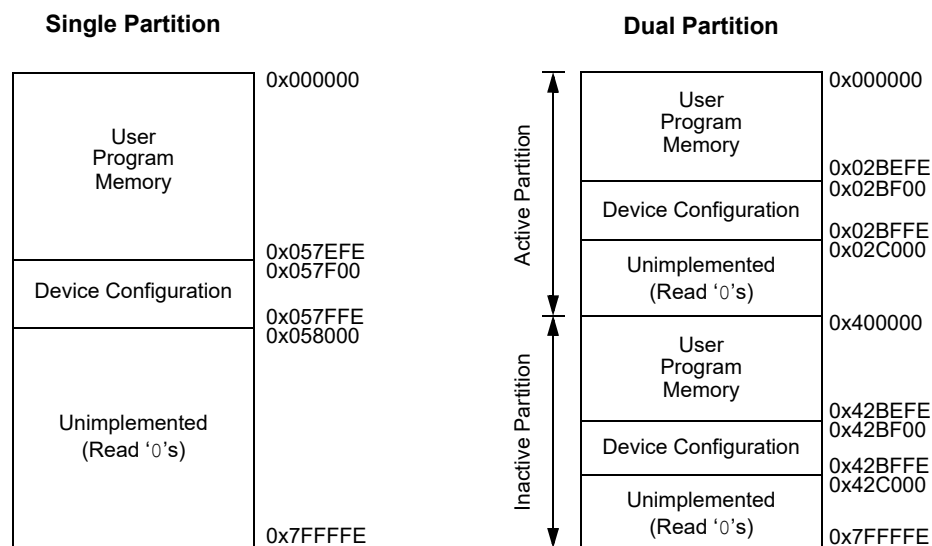 Single Partition
0x000000
User
Program
Memory
0x057EFE
0x057F00
Device Configuration
0x057FFE
0x058000
Unimplemented
(Read ‘0’s)
0x7FFFFE
Dual Partition
Active Partition
0x000000
User
Program
Memory
0x02BEFE
0x02BF00
Device Configuration
0x02BFFE
0x02C000
Unimplemented
(Read ‘0’s)
Inactive Partition
0x400000
User
Program
Memory
0x42BEFE
0x42BF00
Device Configuration
0x42BFFE
0x42C000
Unimplemented
(Read ‘0’s)
0x7FFFFE